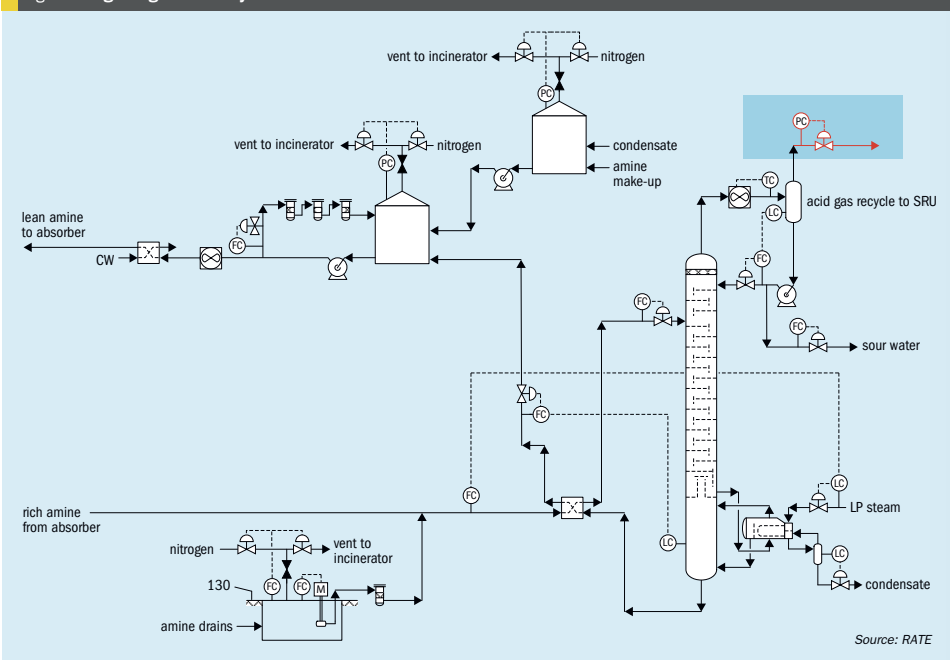 vent to incinerator
nitrogen
PC
condensate
amine
make-up
vent to incinerator
nitrogen
PC
PC
TC
LC
acid gas recycle to SRU
lean amine
to absorber
CW
FC
FC
FC
FC
sour water
FC
FC
LC
LP steam
rich amine
from absorber
FC
LC
LC
condensate
nitrogen
vent to
incinerator
130
FC
FC
M
amine drains
Source: RATE